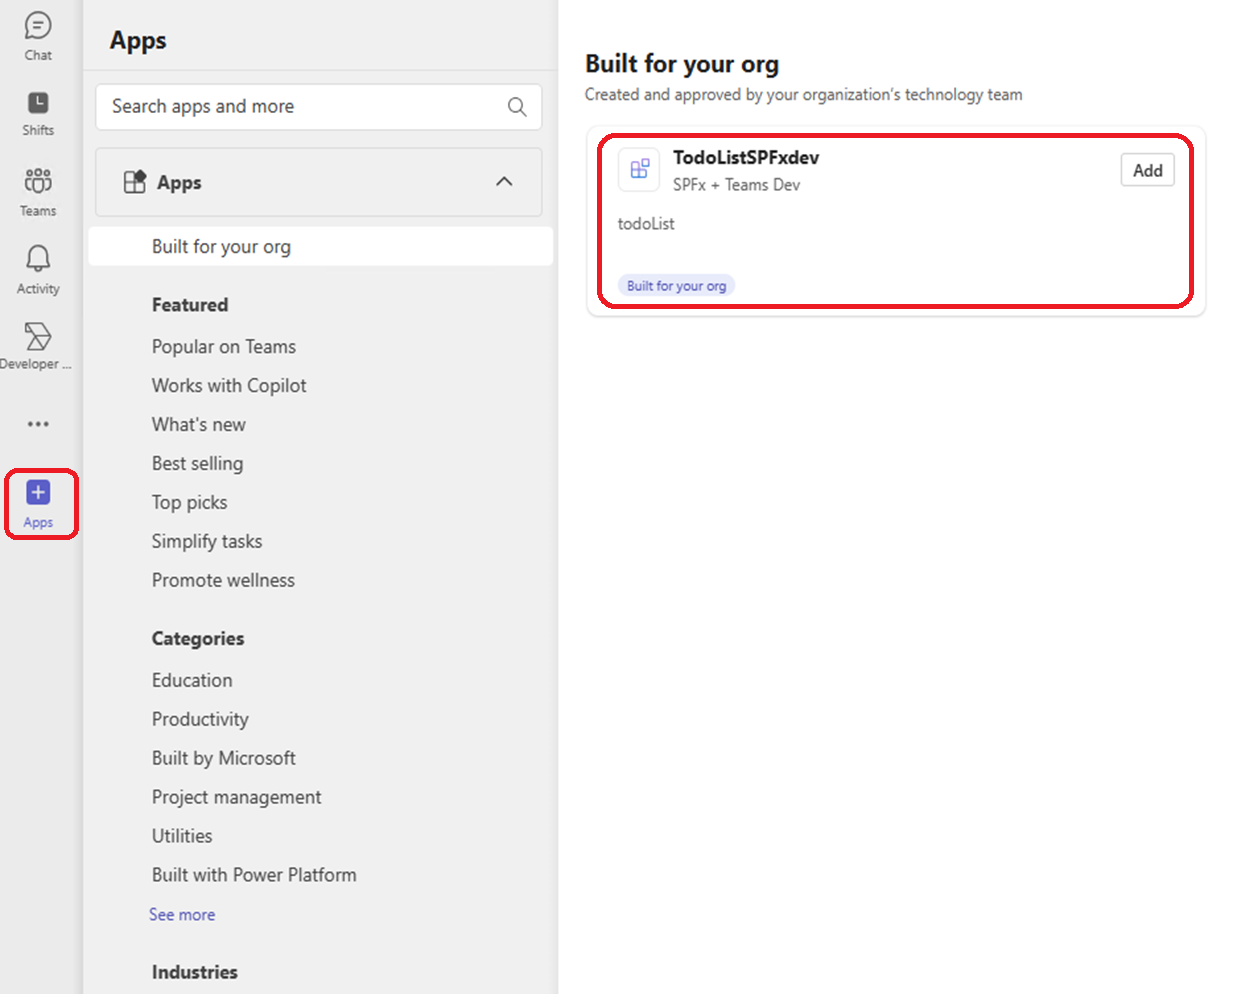 Chat
Shifts
Teams
Activity
Developer ...
Apps
Apps
Search apps and more
Apps
Built for your org
Featured
Popular on Teams
Works with Copilot
What's new
Best selling
Top picks
Simplify tasks
Promote wellness
Categories
Education
Productivity
Built by Microsoft
Project management
Utilities
Built with Power Platform
See more
Industries
Built for your org
Created and approved by your organization's technology team
TodoListSPFxdev
Add
SPFx + Teams Dev
todoList
Built for your org